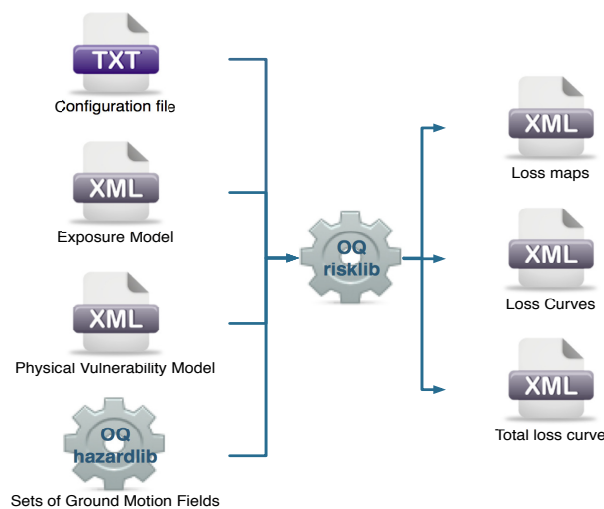 TXT
Configuration file
XML
Exposure Model
XML
Physical Vulnerability Model
OQ
hazardlib
Sets of Ground Motion Fields
OQ
risklib
XML
Loss maps
XML
Loss Curves
XML
Total loss curve